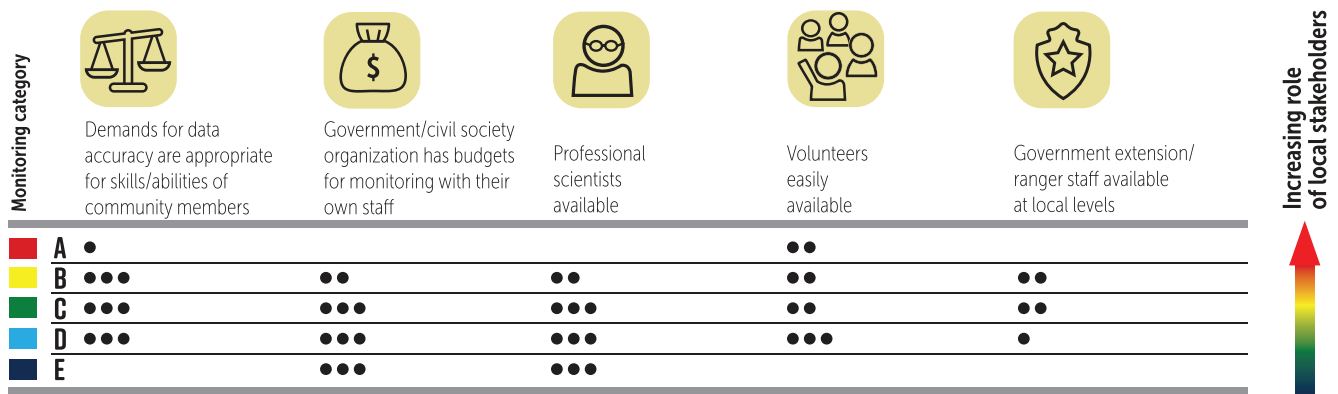 Monitoring category
Demands for data
accuracy are appropriate
for skills/abilities of
community members
$
Government/civil society
organization has budgets
for monitoring with their
own staff
Professional
scientists
available
Volunteers
easily
available
Government extension/
ranger staff available
at local levels
Increasing role
of local stakeholders
A
B
C
D
E